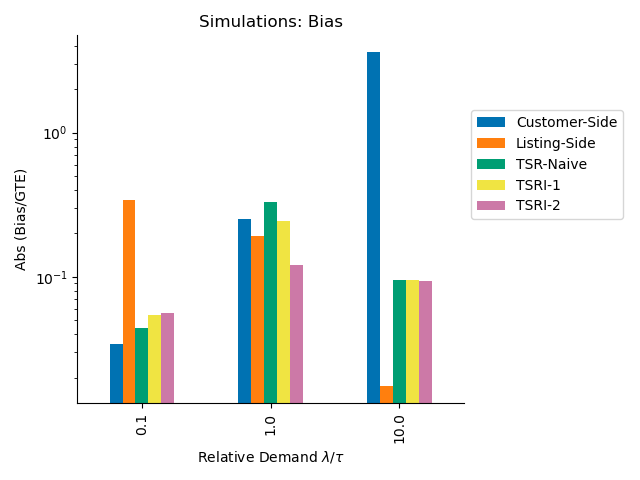 Simulations: Bias
Abs (Bias/GTE)
10⁰
10⁻¹
0.1
1.0
10.0
Relative Demand λ/τ
Customer-Side
Listing-Side
TSR-Naive
TSRI-1
TSRI-2